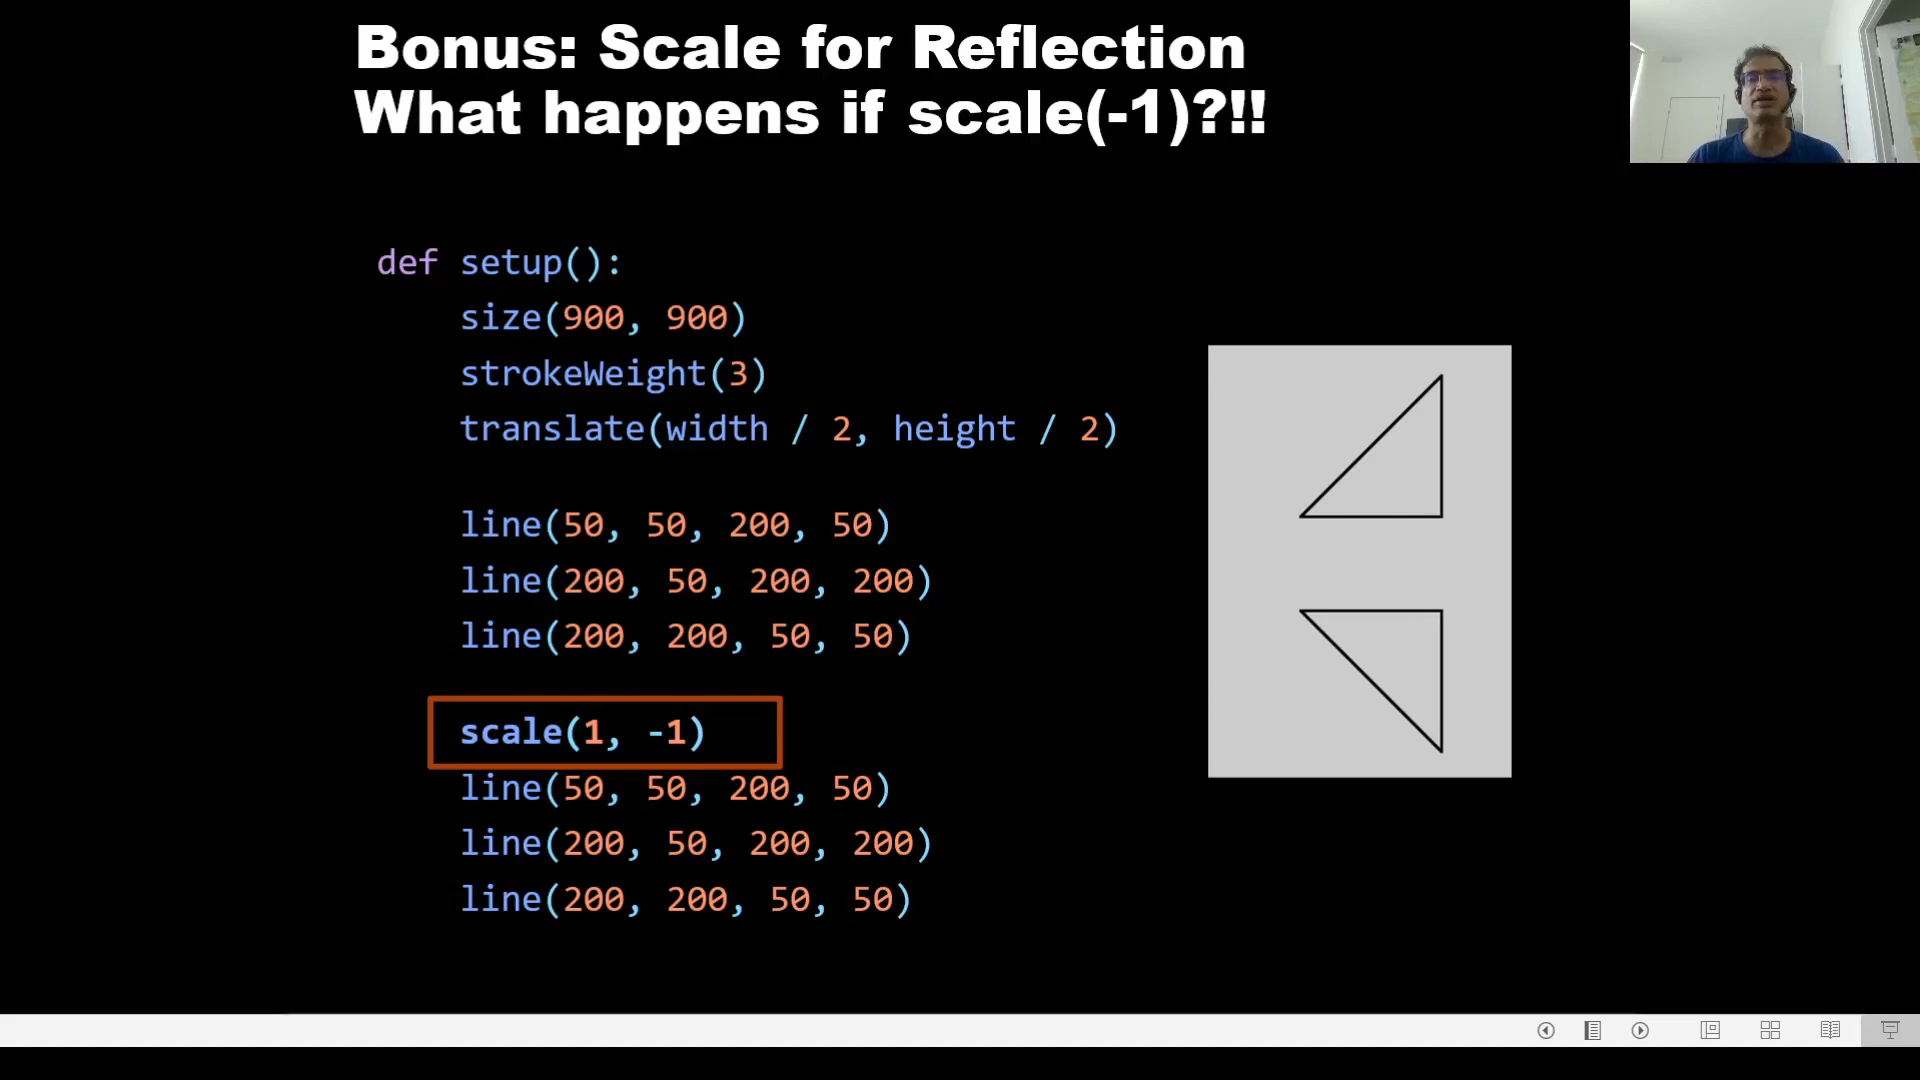 Bonus: Scale for Reflection
What happens if scale(-1)?!!
def setup():
size(900, 900)
strokeWeight(3)
translate(width / 2, height / 2)
line(50, 50, 200, 50)
line(200, 50, 200, 200)
line(200, 200, 50, 50)
scale(1, -1)
line(50, 50, 200, 50)
line(200, 50, 200, 200)
line(200, 200, 50, 50)